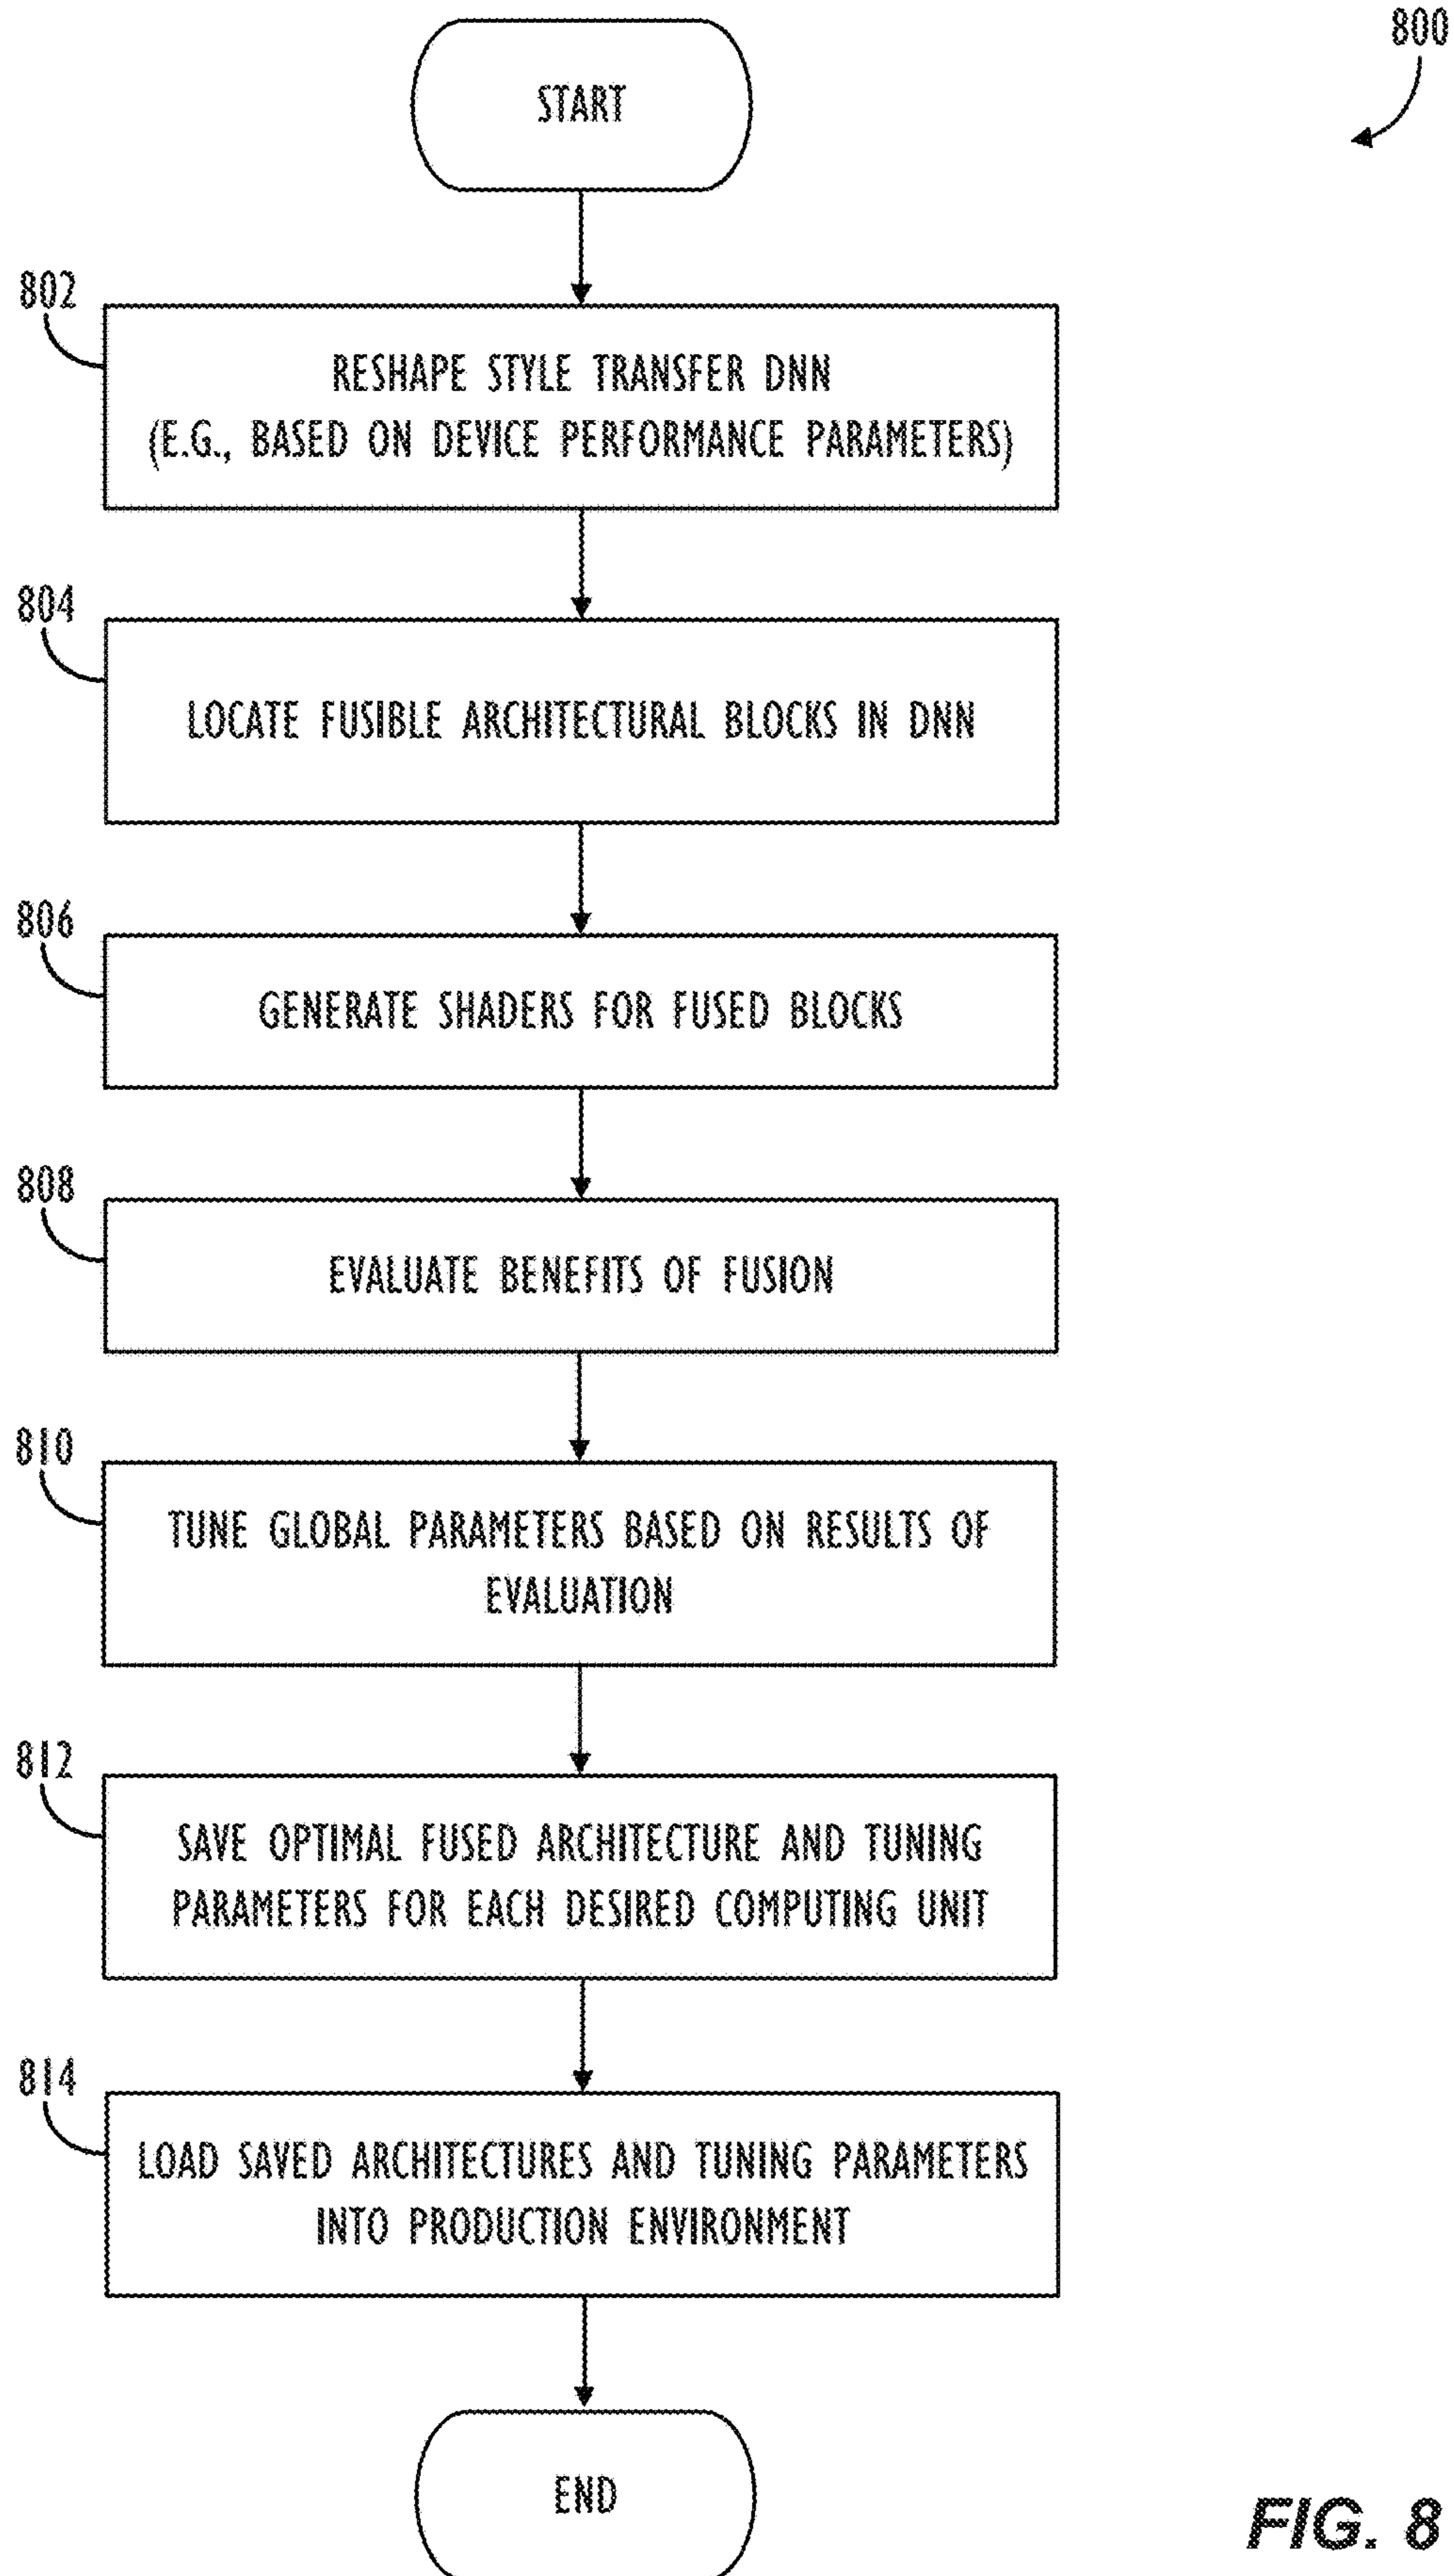 800
START
802
RESHAPE STYLE TRANSFER DNN
(E.G., BASED ON DEVICE PERFORMANCE PARAMETERS)
804
LOCATE FUSIBLE ARCHITECTURAL BLOCKS IN DNN
806
GENERATE SHADERS FOR FUSED BLOCKS
808
EVALUATE BENEFITS OF FUSION
810
TUNE GLOBAL PARAMETERS BASED ON RESULTS OF
EVALUATION
812
SAVE OPTIMAL FUSED ARCHITECTURE AND TUNING
PARAMETERS FOR EACH DESIRED COMPUTING UNIT
814
LOAD SAVED ARCHITECTURES AND TUNING PARAMETERS
INTO PRODUCTION ENVIRONMENT
END
FIG. 8